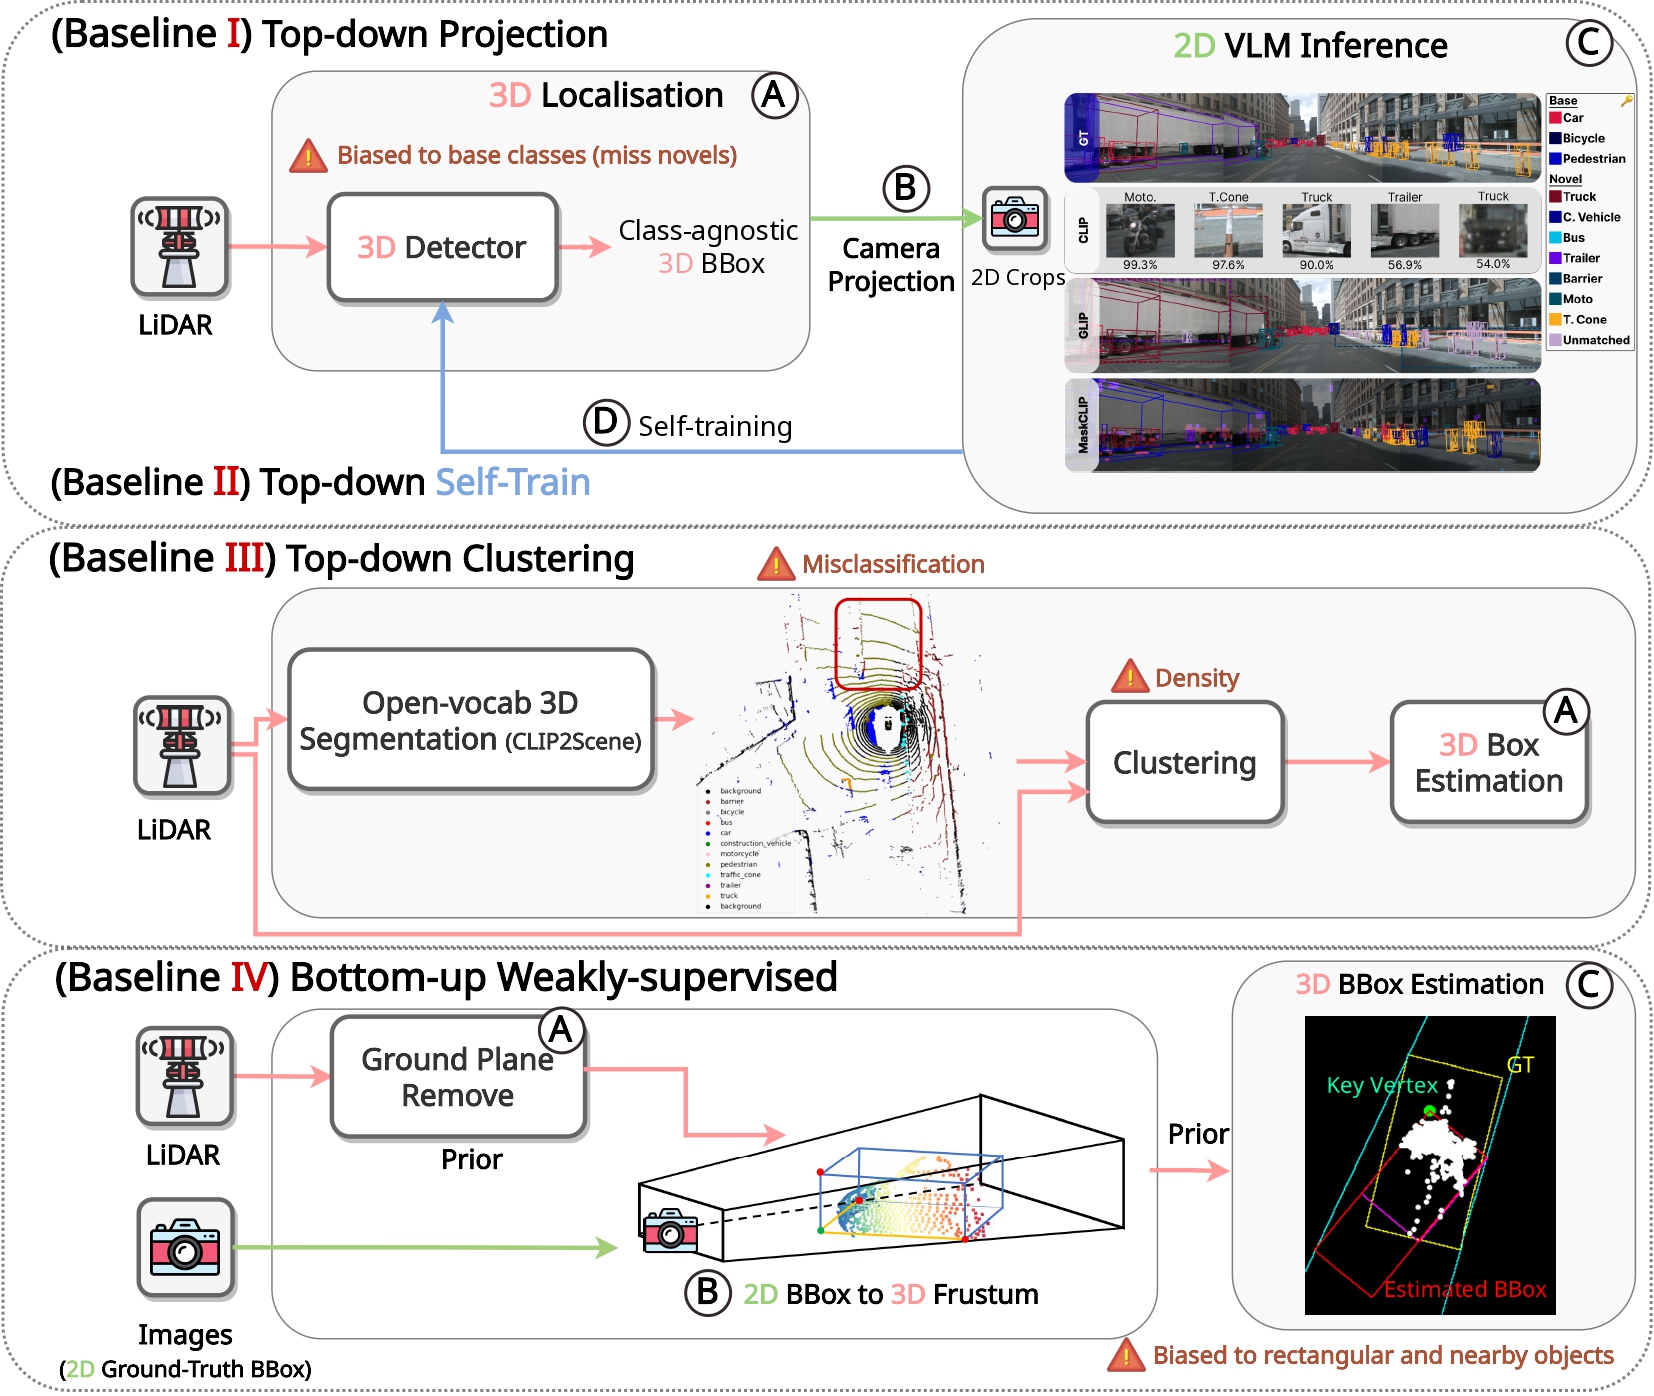 (Baseline I) Top-down Projection
3D Localisation
A
Biased to base classes (miss novels)
LiDAR
3D Detector
Class-agnostic
3D BBox
B
Camera
Projection
2D Crops
2D VLM Inference
C
GT
CLIP
Moto.
T.Cone
Truck
Trailer
Truck
99.3%
97.6%
90.0%
56.9%
54.0%
GLIP
MaskCLIP
Base
Car
Bicycle
Pedestrian
Novel
Truck
C. Vehicle
Bus
Trailer
Barrier
Moto
T. Cone
Unmatched
D
Self-training
(Baseline II) Top-down Self-Train
(Baseline III) Top-down Clustering
Misclassification
LiDAR
Open-vocab 3D
Segmentation (CLIP2Scene)
background
barrier
bicycle
bus
car
construction_vehicle
motorcycle
pedestrian
traffic_cone
trailer
truck
background
Density
Clustering
A
3D Box
Estimation
(Baseline IV) Bottom-up Weakly-supervised
LiDAR
A
Ground Plane
Remove
Prior
Images
(2D Ground-Truth BBox)
B
2D BBox to 3D Frustum
Prior
3D BBox Estimation
C
GT
Key Vertex
Estimated BBox
Biased to rectangular and nearby objects